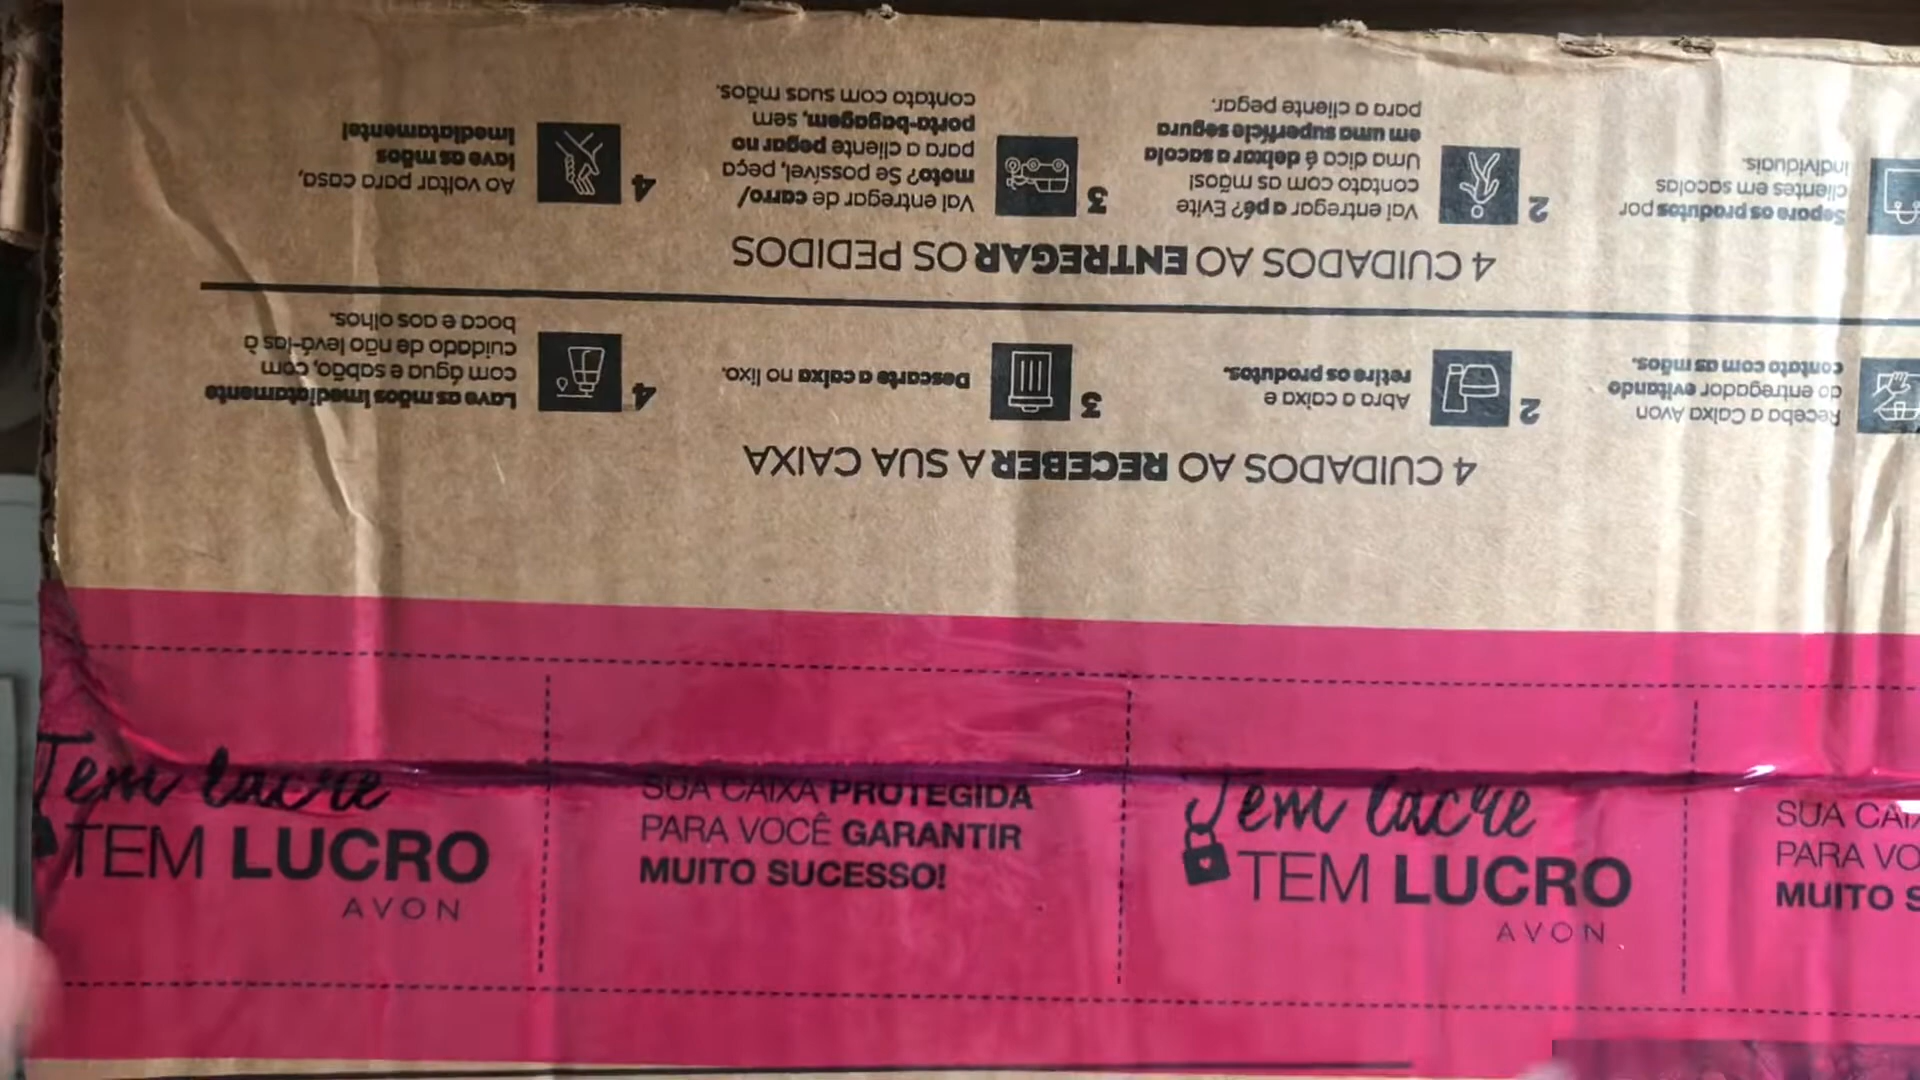 4 CUIDADOS AO RECEBER A SUA CAIXA
Receba a Caixa Avon
do entregador evitando
contato com as mãos.
2
Abra a caixa e
retire os produtos.
3
Descarte a caixa no lixo.
4
Lave as mãos imediatamente
com água e sabão, com
cuidado de não levá-las à
boca e aos olhos.
4 CUIDADOS AO ENTREGAR OS PEDIDOS
Separe os produtos por
clientes em sacolas
individuais.
2
Vai entregar a pé? Evite
contato com as mãos!
Uma dica é deixar a sacola
em uma superfície segura
para a cliente pegar.
3
Vai entregar de carro/
moto? Se possível, peça
para a cliente pegar no
porta-bagagem, sem
contato com suas mãos.
4
Ao voltar para casa,
lave as mãos
imediatamente!
Tem lacre
TEM LUCRO
AVON
SUA CAIXA PROTEGIDA
PARA VOCÊ GARANTIR
MUITO SUCESSO!
Tem lacre
TEM LUCRO
AVON
SUA
PARA
MUITO